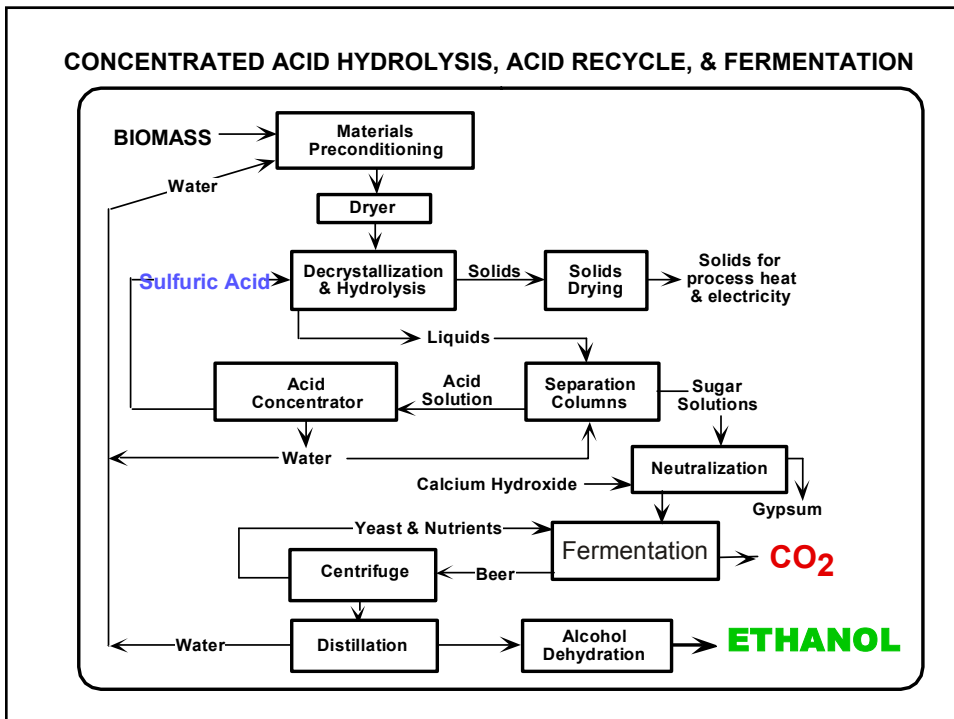 CONCENTRATED ACID HYDROLYSIS, ACID RECYCLE, & FERMENTATION
BIOMASS
Materials
Preconditioning
Water
Dryer
Sulfuric Acid
Decrystallization
& Hydrolysis
Solids
Solids
Drying
Solids for
process heat
& electricity
Liquids
Acid
Concentrator
Acid
Solution
Separation
Columns
Sugar
Solutions
Water
Neutralization
Calcium Hydroxide
Gypsum
Yeast & Nutrients
Fermentation
CO2
Centrifuge
Beer
Water
Distillation
Alcohol
Dehydration
ETHANOL